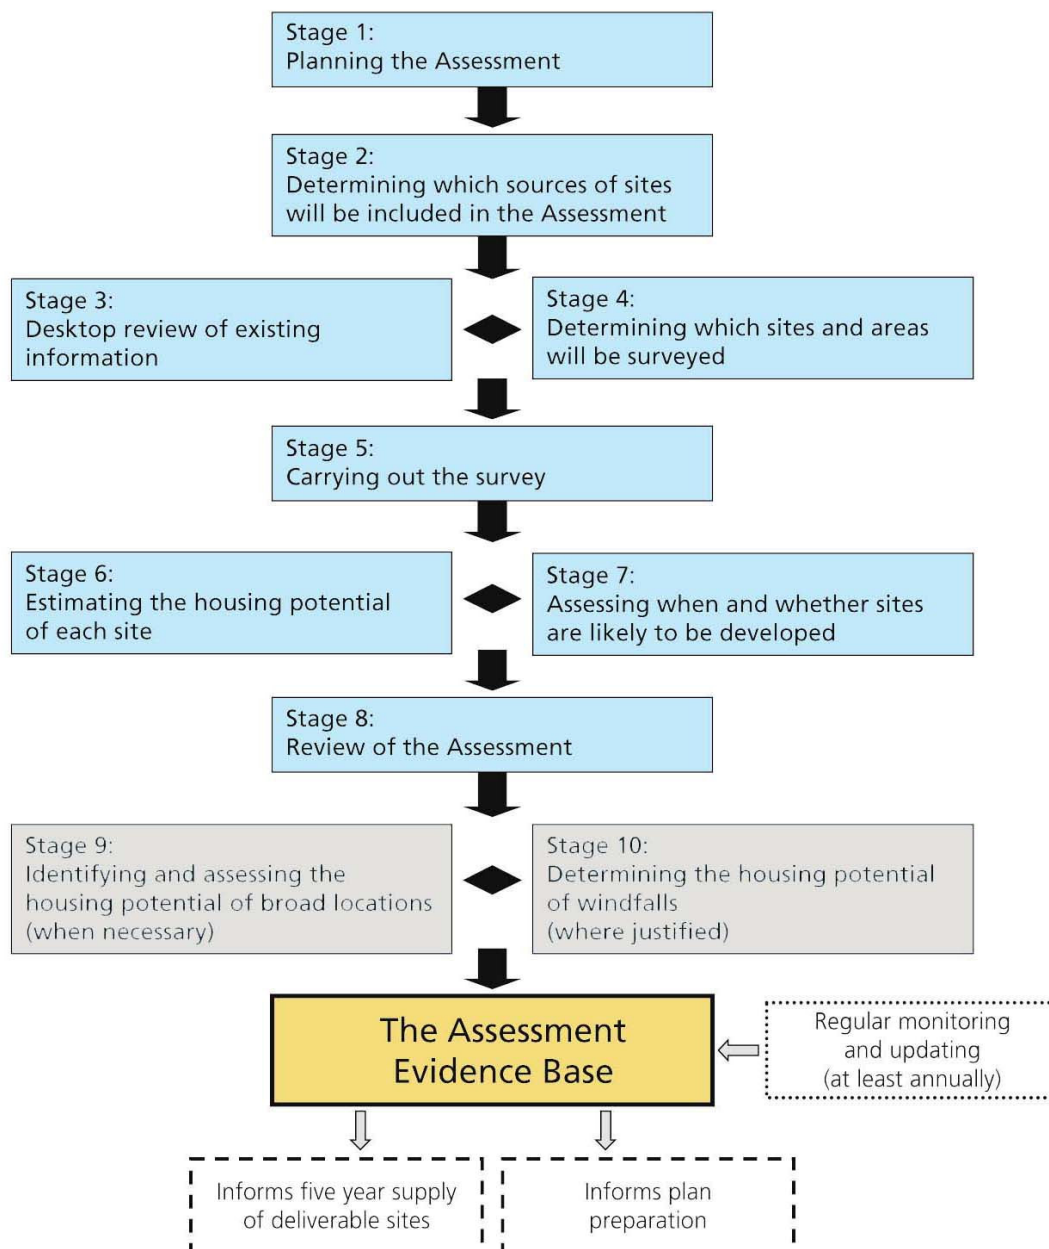 Stage 1:
Planning the Assessment
Stage 2:
Determining which sources of sites
will be included in the Assessment
Stage 3:
Desktop review of existing
information
Stage 4:
Determining which sites and areas
will be surveyed
Stage 5:
Carrying out the survey
Stage 6:
Estimating the housing potential
of each site
Stage 7:
Assessing when and whether sites
are likely to be developed
Stage 8:
Review of the Assessment
Stage 9:
Identifying and assessing the
housing potential of broad locations
(when necessary)
Stage 10:
Determining the housing potential
of windfalls
(where justified)
The Assessment
Evidence Base
Regular monitoring
and updating
(at least annually)
Informs five year supply
of deliverable sites
Informs plan
preparation